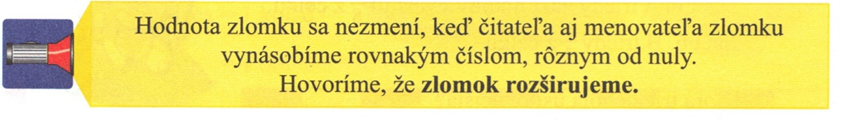 Hodnota zlomku sa nezmení, keď čitateľa aj menovateľa zlomku
vynásobíme rovnakým číslom, rôznym od nuly.
Hovoríme, že zlomok rozširujeme.